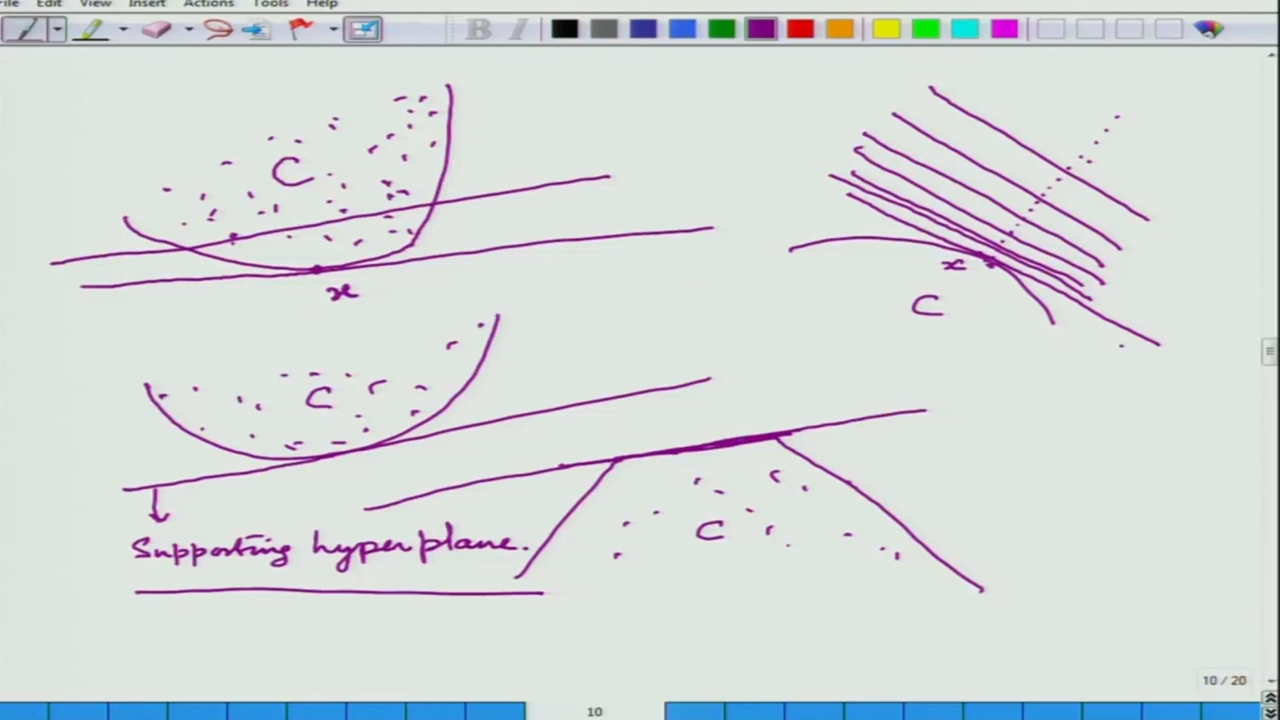 File Edit View Insert Actions Tools Help
B I
C
x
x
C
C
C
Supporting hyperplane.
10 / 20
10